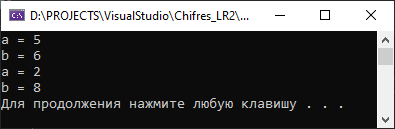 D:\PROJECTS\VisualStudio\Chifres_LR2\...
a = 5
b = 6
a = 2
b = 8
Для продолжения нажмите любую клавишу . . .